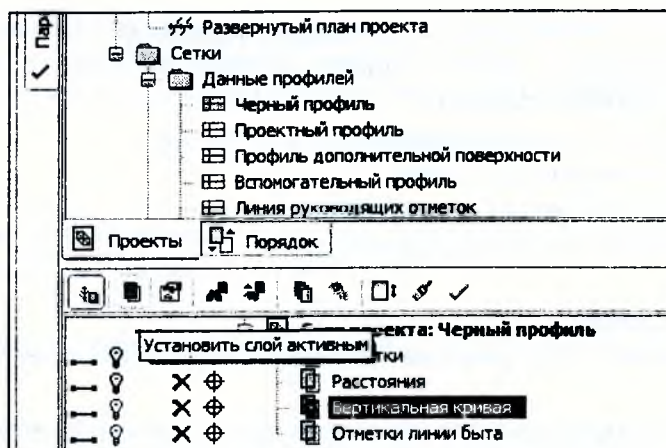 Пар
Развернутый план проекта
Сетки
Данные профилей
Черный профиль
Проектный профиль
Профиль дополнительной поверхности
Вспомогательный профиль
Линия руководящих отметок
Проекты
Порядок
екта: Черный профиль
Установить слой активным
тки
Расстояния
Вертикальная кривая
Отметки линии быта